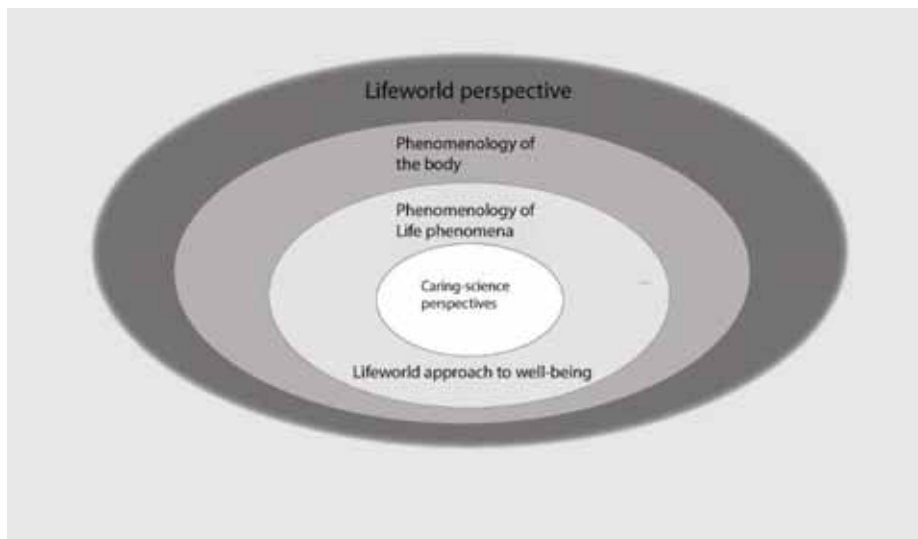 Lifeworld perspective
Phenomenology of
the body
Phenomenology of
Life phenomena
Caring-science
perspectives
Lifeworld approach to well-being